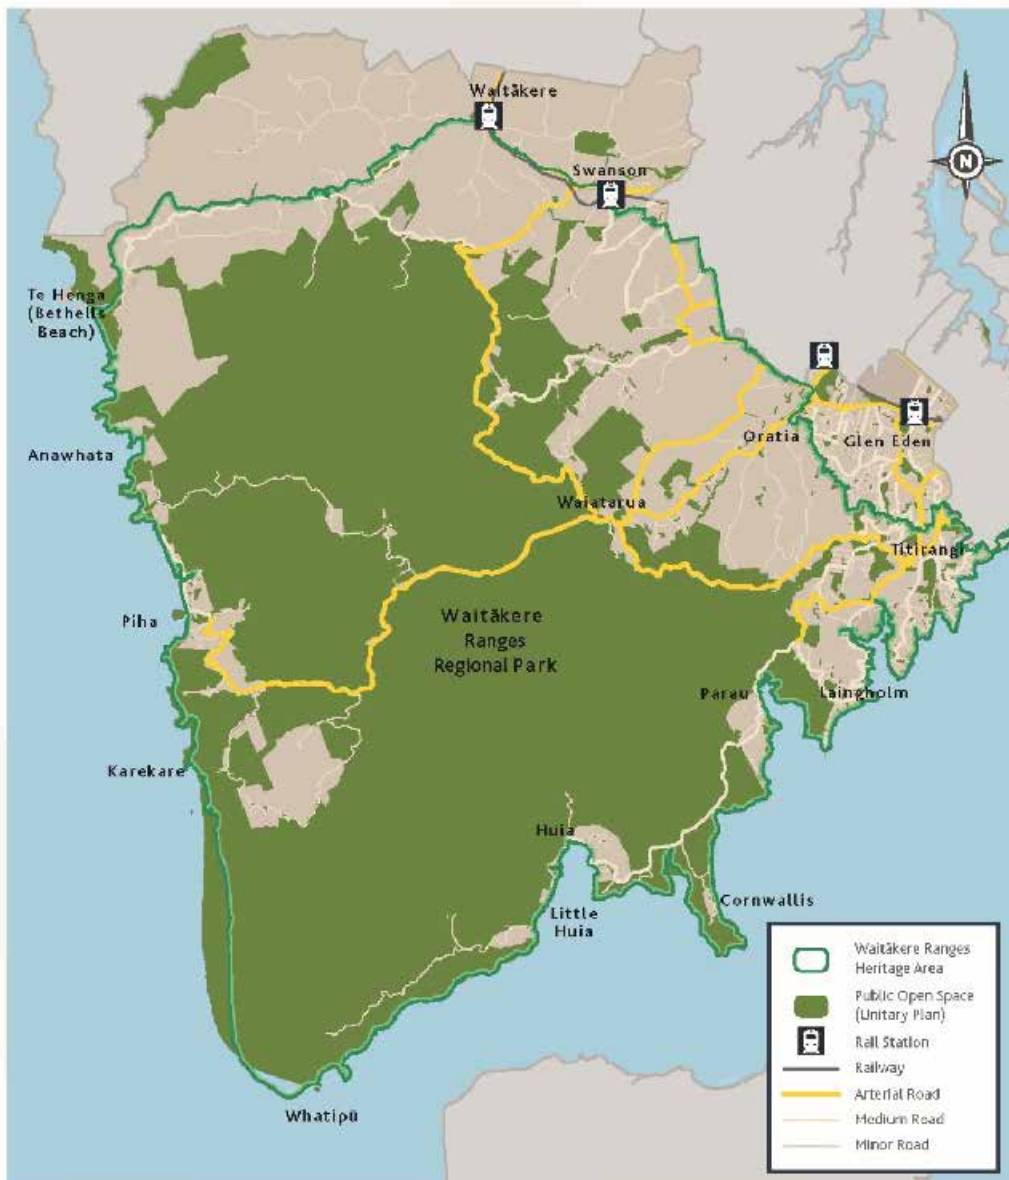 Waitākere
Swanson
N
Te Henga
(Bethells
Beach)
Anawhata
Oratia
Glen Eden
Waiatarua
Titirangi
Piha
Waitākere
Ranges
Regional Park
Parau
Laingholm
Karekare
Huia
Cornwallis
Little
Huia
Whatipū
Waitākere Ranges
Heritage Area
Public Open Space
(Unitary Plan)
Rail Station
Railway
Arterial Road
Medium Road
Minor Road